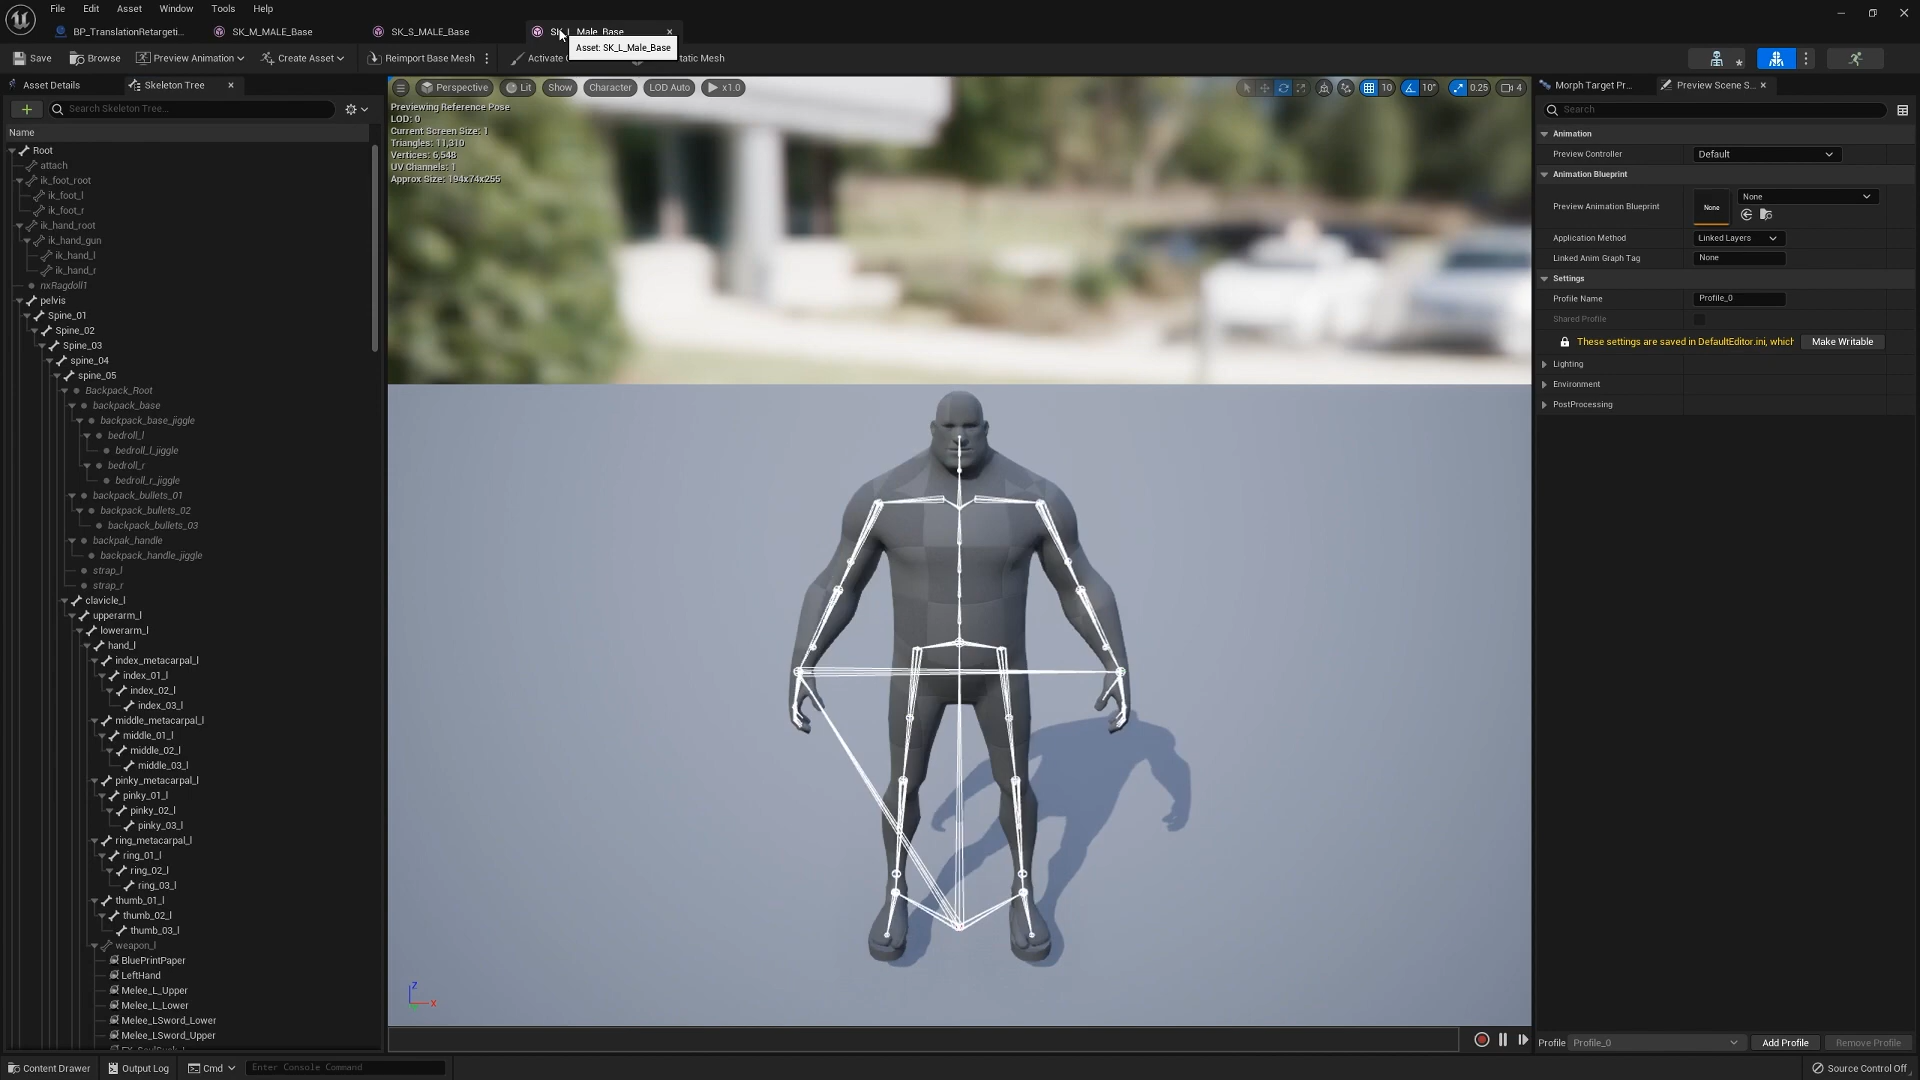 File Edit Asset Window Tools Help
BP_TranslationRetargeti... SK_M_MALE_Base SK_S_MALE_Base SK_L_Male_Base
Asset: SK_L_Male_Base
Save Browse Preview Animation Create Asset Reimport Base Mesh Activate tatic Mesh
Asset Details Skeleton Tree
Search Skeleton Tree...
Name
Root
attach
ik_foot_root
ik_foot_l
ik_foot_r
ik_hand_root
ik_hand_gun
ik_hand_l
ik_hand_r
nxRagdoll1
pelvis
Spine_01
Spine_02
Spine_03
spine_04
spine_05
Backpack_Root
backpack_base
backpack_base_jiggle
bedroll_l
bedroll_l_jiggle
bedroll_r
bedroll_r_jiggle
backpack_bullets_01
backpack_bullets_02
backpack_bullets_03
backpak_handle
backpack_handle_jiggle
strap_l
strap_r
clavicle_l
upperarm_l
lowerarm_l
hand_l
index_metacarpal_l
index_01_l
index_02_l
index_03_l
middle_metacarpal_l
middle_01_l
middle_02_l
middle_03_l
pinky_metacarpal_l
pinky_01_l
pinky_02_l
pinky_03_l
ring_metacarpal_l
ring_01_l
ring_02_l
ring_03_l
thumb_01_l
thumb_02_l
thumb_03_l
weapon_l
BluePrintPaper
LeftHand
Melee_L_Upper
Melee_L_Lower
Melee_LSword_Lower
Melee_LSword_Upper
Perspective Lit Show Character LOD Auto x1.0 10 10° 0.25 4
Previewing Reference Pose
LOD: 0
Current Screen Size: 1
Triangles: 11,310
Vertices: 6,548
UV Channels: 1
Approx Size: 194x74x255
Z
X
Morph Target Pr... Preview Scene S...
Search
Animation
Preview Controller Default
Animation Blueprint
Preview Animation Blueprint None None
Application Method Linked Layers
Linked Anim Graph Tag None
Settings
Profile Name Profile_0
Shared Profile
These settings are saved in DefaultEditor.ini, which Make Writable
Lighting
Environment
PostProcessing
Profile Profile_0 Add Profile Remove Profile
Content Drawer Output Log Cmd Enter Console Command Source Control Off